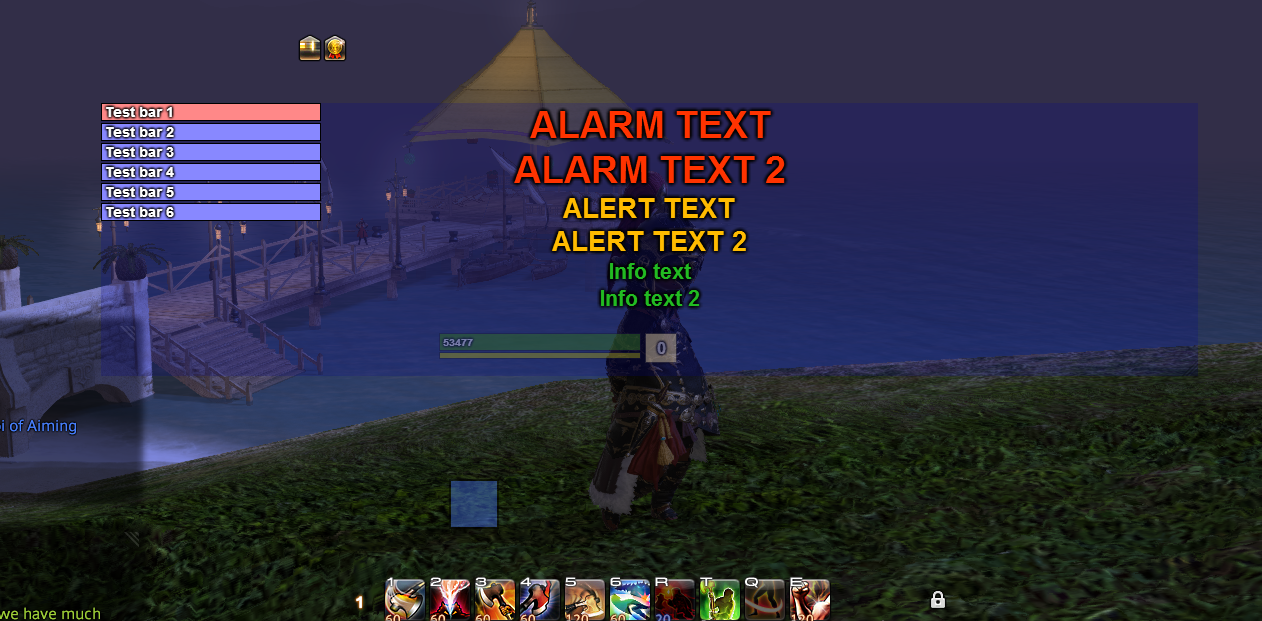 Test bar 1
Test bar 2
Test bar 3
Test bar 4
Test bar 5
Test bar 6
ALARM TEXT
ALARM TEXT 2
ALERT TEXT
ALERT TEXT 2
Info text
Info text 2
53477 0
of Aiming
we have much
1
1 2 3 4 5 6 R T Q E
60 60 60 60 120 60 20 120